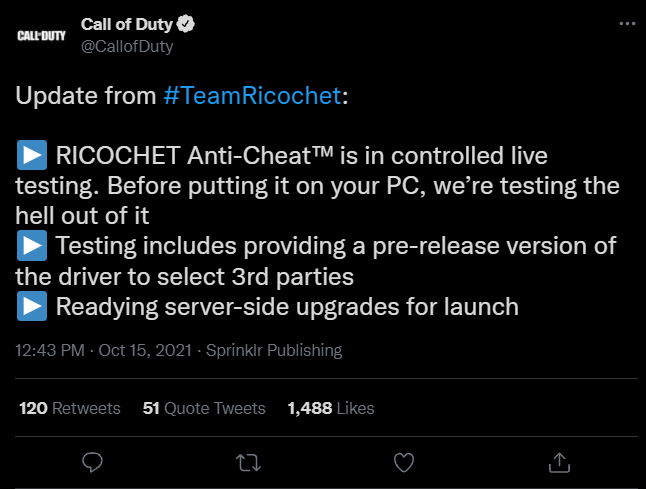 Call of Duty
CALL·DUTY
@CallofDuty
Update from #TeamRicochet:
RICOCHET Anti-Cheat™ is in controlled live
testing. Before putting it on your PC, we’re testing the
hell out of it
Testing includes providing a pre-release version of
the driver to select 3rd parties
Readying server-side upgrades for launch
12:43 PM · Oct 15, 2021 · Sprinklr Publishing
120 Retweets 51 Quote Tweets 1,488 Likes